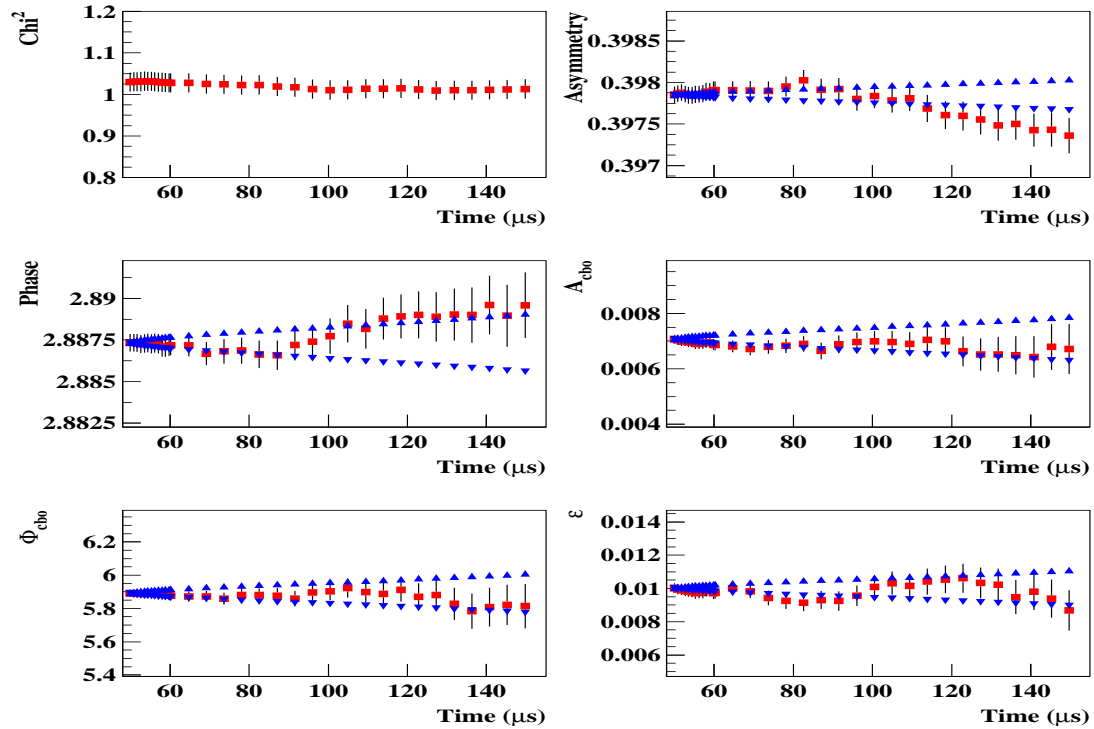 Chi²
1.2
1.1
1
0.9
0.8
60 80 100 120 140
Time (μs)
Asymmetry
0.3985
0.398
0.3975
0.397
60 80 100 120 140
Time (μs)
Phase
2.89
2.8875
2.885
2.8825
60 80 100 120 140
Time (μs)
A_cbo
0.008
0.006
0.004
60 80 100 120 140
Time (μs)
Φ_cbo
6.2
6
5.8
5.6
5.4
60 80 100 120 140
Time (μs)
ε
0.014
0.012
0.010
0.008
0.006
60 80 100 120 140
Time (μs)